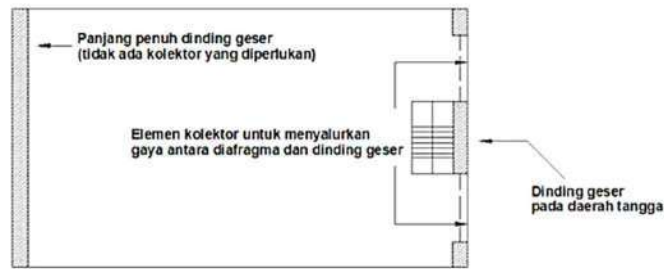 Panjang penuh dinding geser
(tidak ada kolektor yang diperlukan)
Elemen kolektor untuk menyalurkan
gaya antara diafragma dan dinding geser
Dinding geser
pada daerah tangga